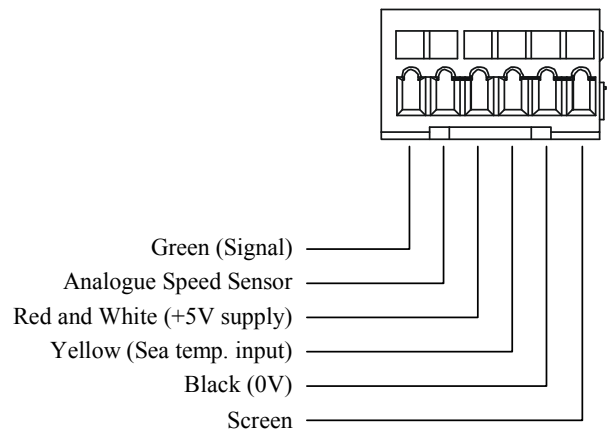 Green (Signal)
Analogue Speed Sensor
Red and White (+5V supply)
Yellow (Sea temp. input)
Black (0V)
Screen